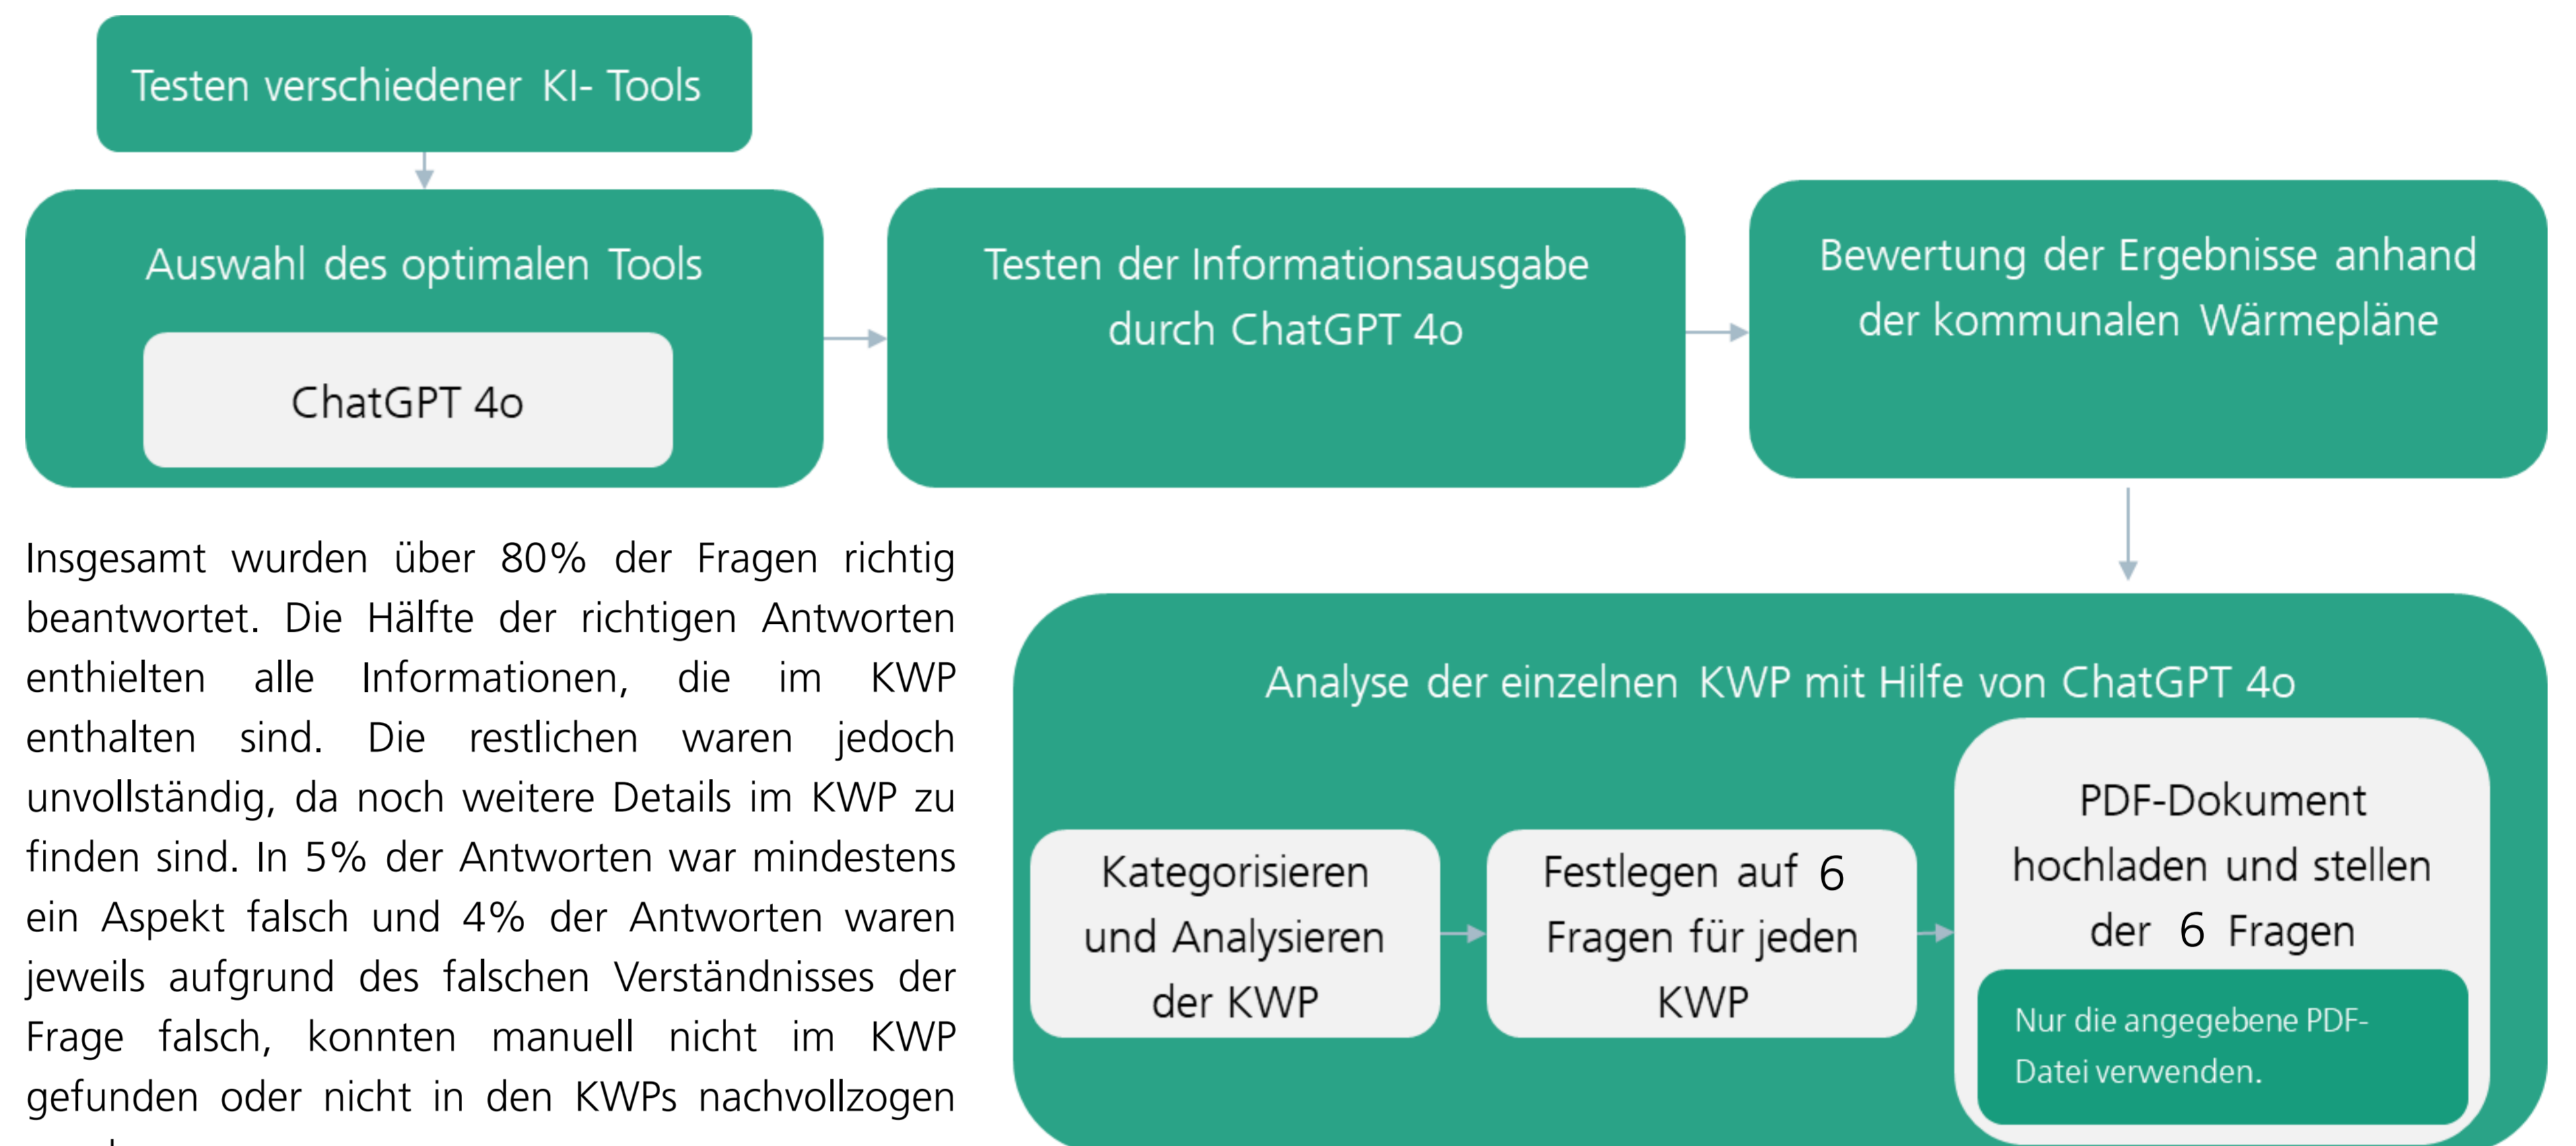 Testen verschiedener KI- Tools
Auswahl des optimalen Tools
ChatGPT 4o
Testen der Informationsausgabe
durch ChatGPT 4o
Bewertung der Ergebnisse anhand
der kommunalen Wärmepläne
Insgesamt wurden über 80% der Fragen richtig
beantwortet. Die Hälfte der richtigen Antworten
enthielten alle Informationen, die im KWP
enthalten sind. Die restlichen waren jedoch
unvollständig, da noch weitere Details im KWP zu
finden sind. In 5% der Antworten war mindestens
ein Aspekt falsch und 4% der Antworten waren
jeweils aufgrund des falschen Verständnisses der
Frage falsch, konnten manuell nicht im KWP
gefunden oder nicht in den KWPs nachvollzogen
Analyse der einzelnen KWP mit Hilfe von ChatGPT 4o
Kategorisieren
und Analysieren
der KWP
Festlegen auf 6
Fragen für jeden
KWP
PDF-Dokument
hochladen und stellen
der 6 Fragen
Nur die angegebene PDF-
Datei verwenden.